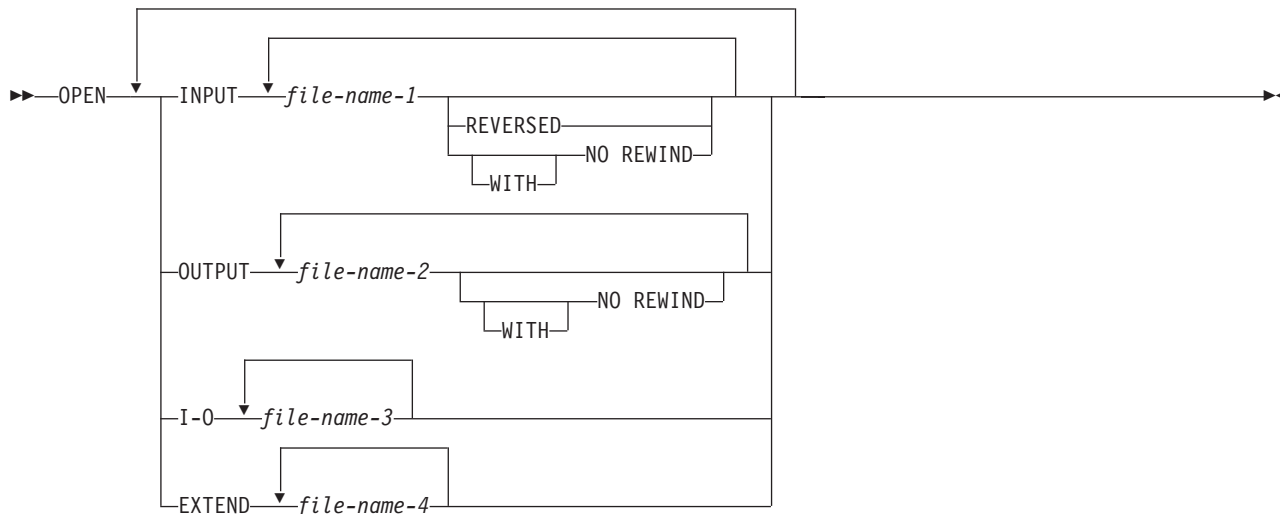 OPEN INPUT file-name-1
REVERSED
NO REWIND
WITH
OUTPUT file-name-2
NO REWIND
WITH
I-O file-name-3
EXTEND file-name-4